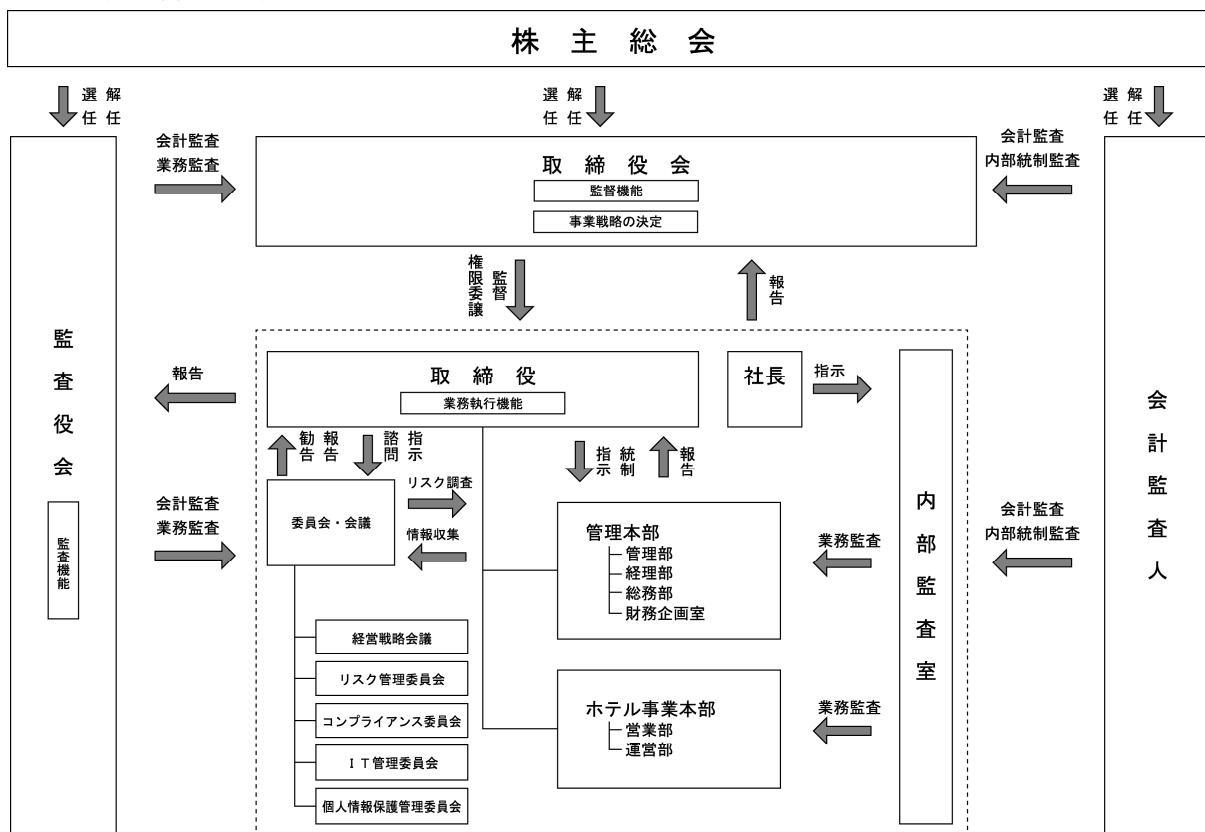 株主総会
選任 解任
選任 解任
選任 解任
会計監査
業務監査
取締役会
監督機能
事業戦略の決定
会計監査
内部統制監査
権限委譲
監督
報告
監査役会
監査機能
報告
取締役
業務執行機能
社長
指示
内部監査室
会計監査人
勧告
報告
諮問
指示
指示
統制
報告
リスク調査
情報収集
会計監査
業務監査
委員会・会議
管理本部
管理部
経理部
総務部
財務企画室
業務監査
会計監査
内部統制監査
経営戦略会議
リスク管理委員会
コンプライアンス委員会
IT管理委員会
個人情報保護管理委員会
ホテル事業本部
営業部
運営部
業務監査